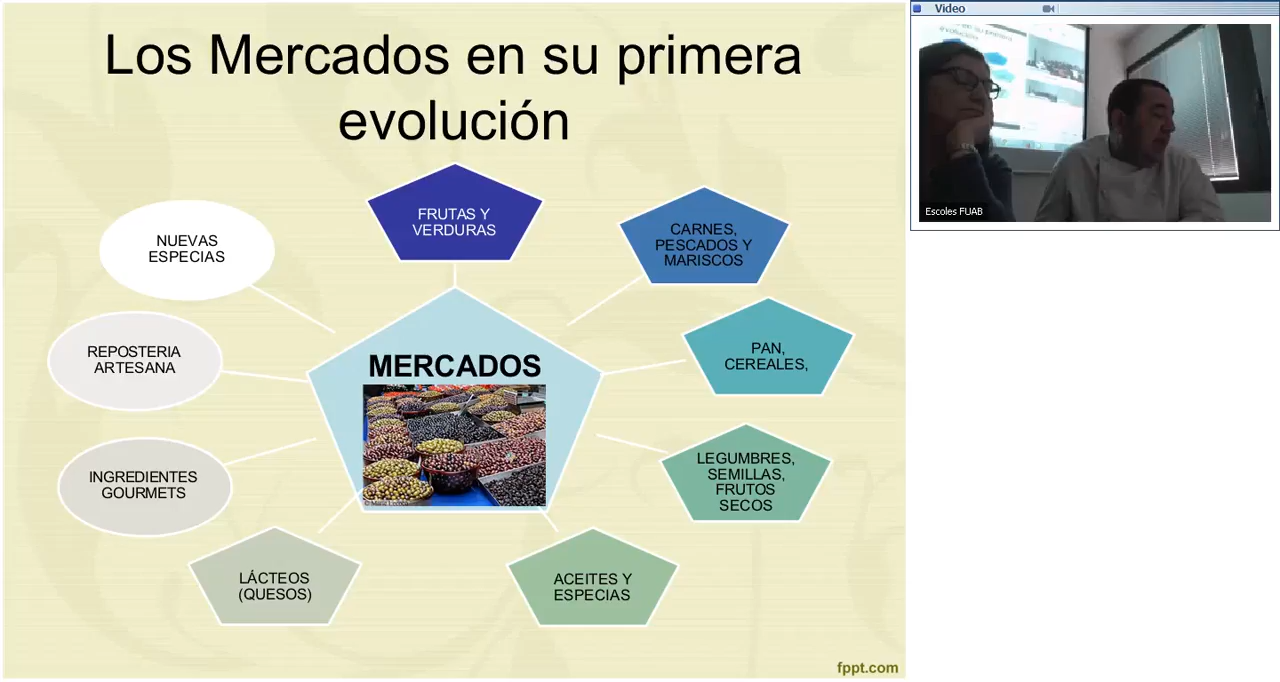 Los Mercados en su primera
evolución
FRUTAS Y
VERDURAS
CARNES,
PESCADOS Y
MARISCOS
PAN,
CEREALES,
LEGUMBRES,
SEMILLAS,
FRUTOS
SECOS
ACEITES Y
ESPECIAS
LÁCTEOS
(QUESOS)
INGREDIENTES
GOURMETS
REPOSTERIA
ARTESANA
NUEVAS
ESPECIAS
MERCADOS
fppt.com
Video
Escoles FUAB